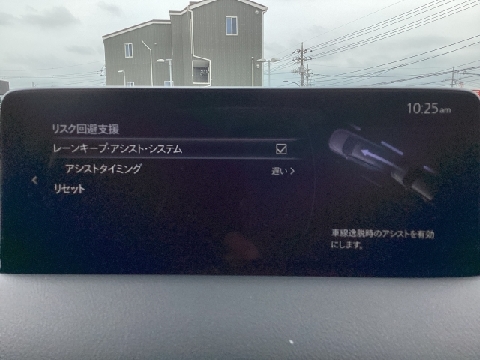 10:25am
リスク回避支援
レーンキープ・アシスト・システム
アシストタイミング 遅い
リセット
車線逸脱時のアシストを有効
にします。